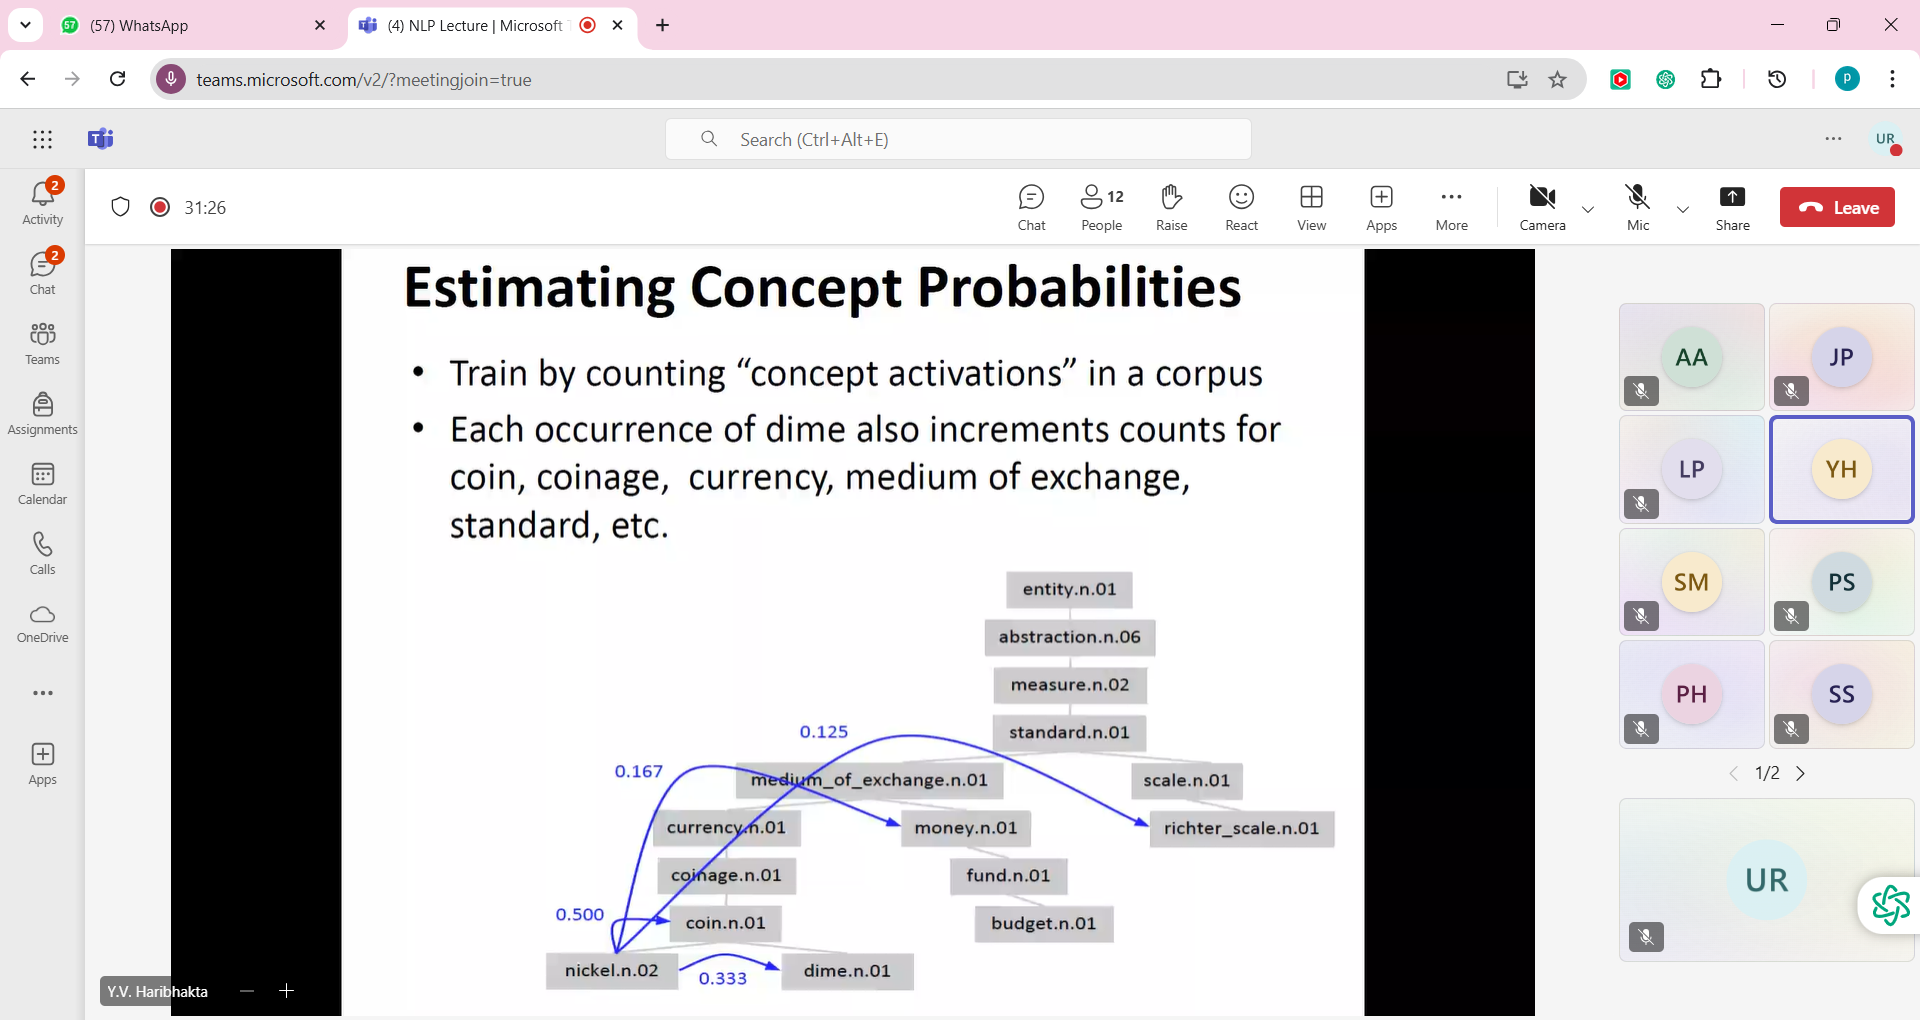 57
(57) WhatsApp
(4) NLP Lecture | Microsoft
teams.microsoft.com/v2/?meetingjoin=true
P
Search (Ctrl+Alt+E)
UR
2
Activity
2
Chat
Teams
Assignments
Calendar
Calls
OneDrive
Apps
31:26
Chat
12
People
Raise
React
View
Apps
More
Camera
Mic
Share
Leave
Estimating Concept Probabilities
• Train by counting “concept activations” in a corpus
• Each occurrence of dime also increments counts for
coin, coinage, currency, medium of exchange,
standard, etc.
entity.n.01
abstraction.n.06
measure.n.02
standard.n.01
0.125
0.167
medium_of_exchange.n.01
scale.n.01
currency.n.01
money.n.01
richter_scale.n.01
coinage.n.01
fund.n.01
0.500
coin.n.01
budget.n.01
nickel.n.02
0.333
dime.n.01
Y.V. Haribhakta
AA
JP
LP
YH
SM
PS
PH
SS
1/2
UR